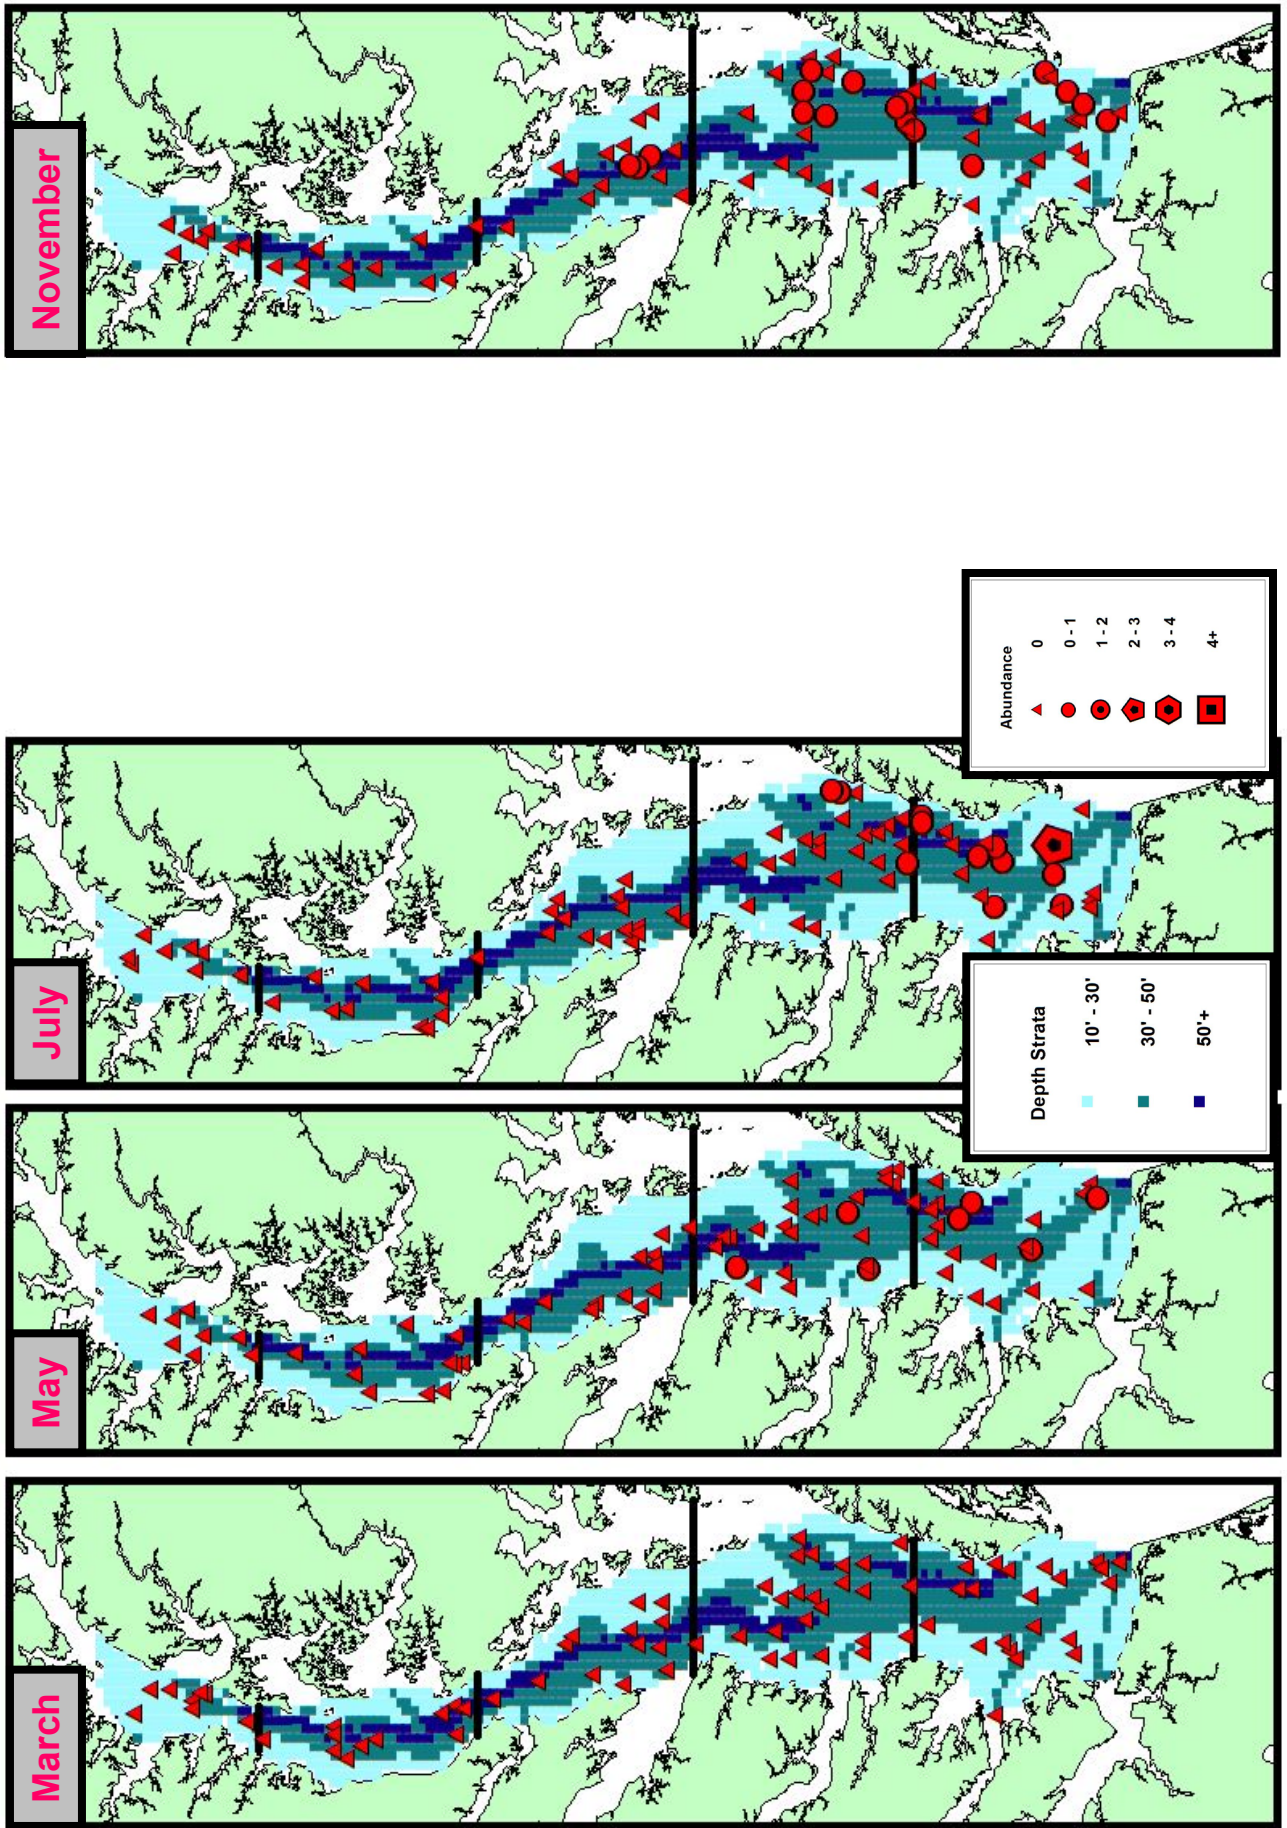 March
May
July
November
Depth Strata
10' - 30'
30' - 50'
50'+
Abundance
0
0 - 1
1 - 2
2 - 3
3 - 4
4+